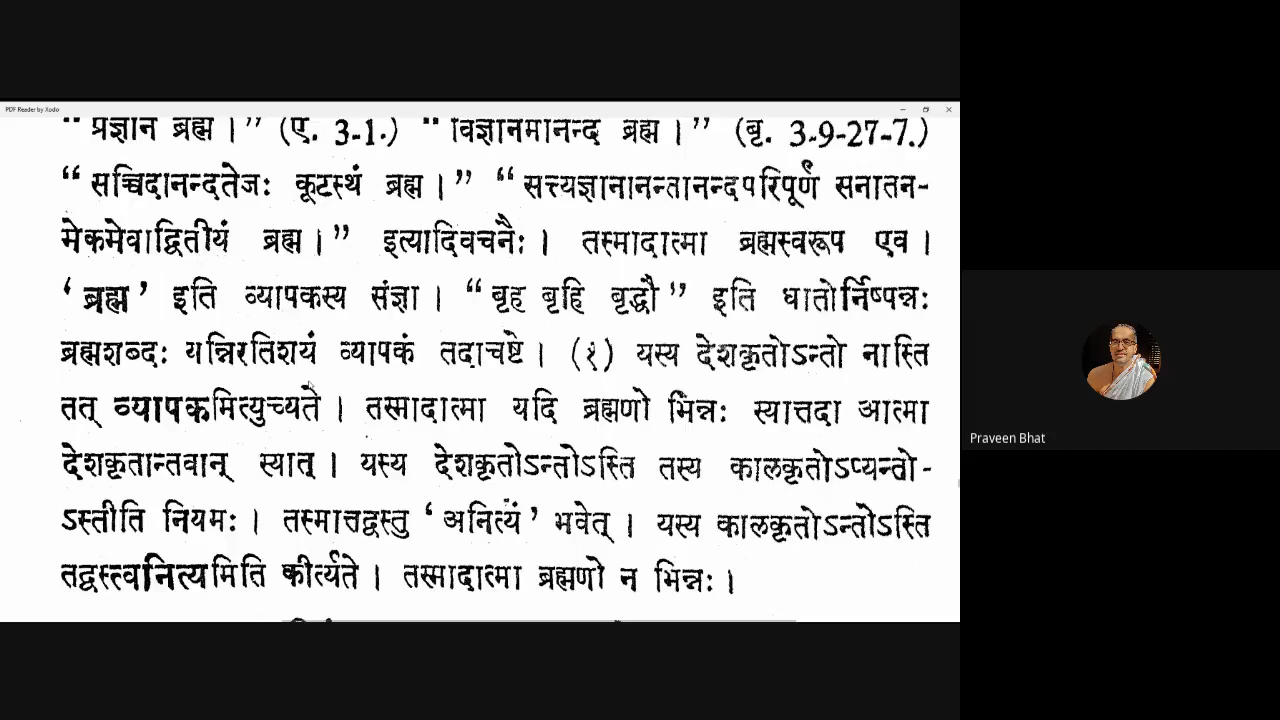 PDF Reader by Xodo
“प्रज्ञानं ब्रह्म ।” (ऐ. 3-1.) “विज्ञानमानन्दं ब्रह्म ।” (बृ. 3-9-27-7.)
“सच्चिदानन्दतेजः कूटस्थं ब्रह्म ।” “सत्त्यज्ञानानन्तानन्दपरिपूर्णं सनातन-
मेकमेवाद्वितीयं ब्रह्म ।” इत्यादिवचनैः । तस्मादात्मा ब्रह्मस्वरूप एव ।
‘ब्रह्म’ इति व्यापकस्य संज्ञा । “बृह बृहि बृद्धौ” इति धातोर्निष्पन्नः
ब्रह्मशब्दः यन्निरतिशयं व्यापकं तदाचष्टे । (१) यस्य देशकृतोऽन्तो नास्ति
तत् व्यापकमित्युच्यते । तस्मादात्मा यदि ब्रह्मणो भिन्नः स्यात्तदा आत्मा
देशकृतान्तवान् स्यात् । यस्य देशकृतोऽन्तोऽस्ति तस्य कालकृतोऽप्यन्तो-
ऽस्तीति नियमः । तस्मात्तद्वस्तु ‘अनित्यं’ भवेत् । यस्य कालकृतोऽन्तोऽस्ति
तद्वस्त्वनित्यमिति कीर्त्यते । तस्मादात्मा ब्रह्मणो न भिन्नः ।
Praveen Bhat